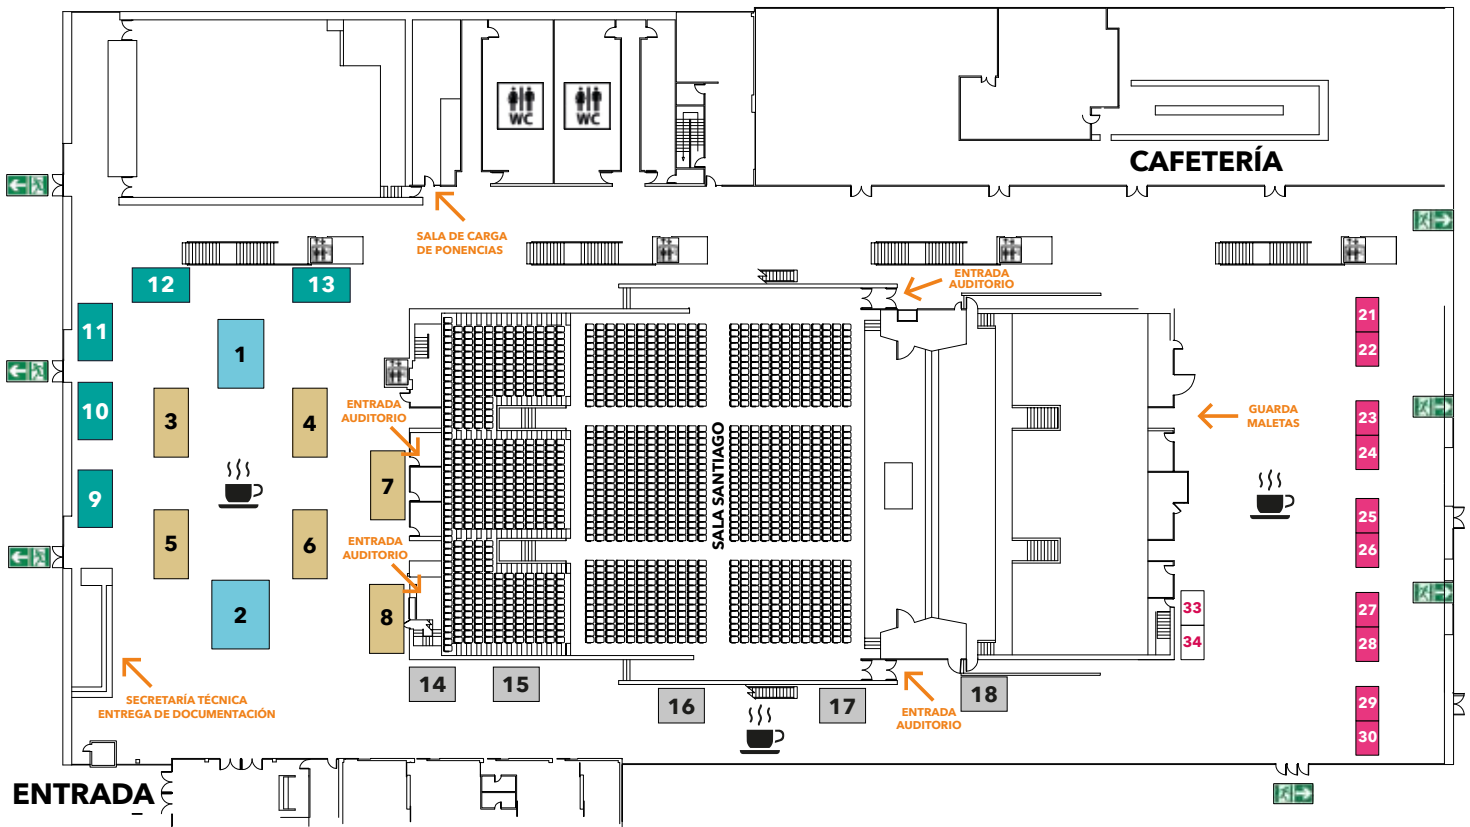 WC
WC
CAFETERÍA
SALA DE CARGA
DE PONENCIAS
ENTRADA
AUDITORIO
12
13
11
1
21
22
10
3
4
ENTRADA
AUDITORIO
GUARDA
MALETAS
23
24
7
9
SALA SANTIAGO
25
26
5
6
ENTRADA
AUDITORIO
2
8
33
34
27
28
14
15
16
17
18
29
30
SECRETARÍA TÉCNICA
ENTREGA DE DOCUMENTACIÓN
ENTRADA
AUDITORIO
ENTRADA